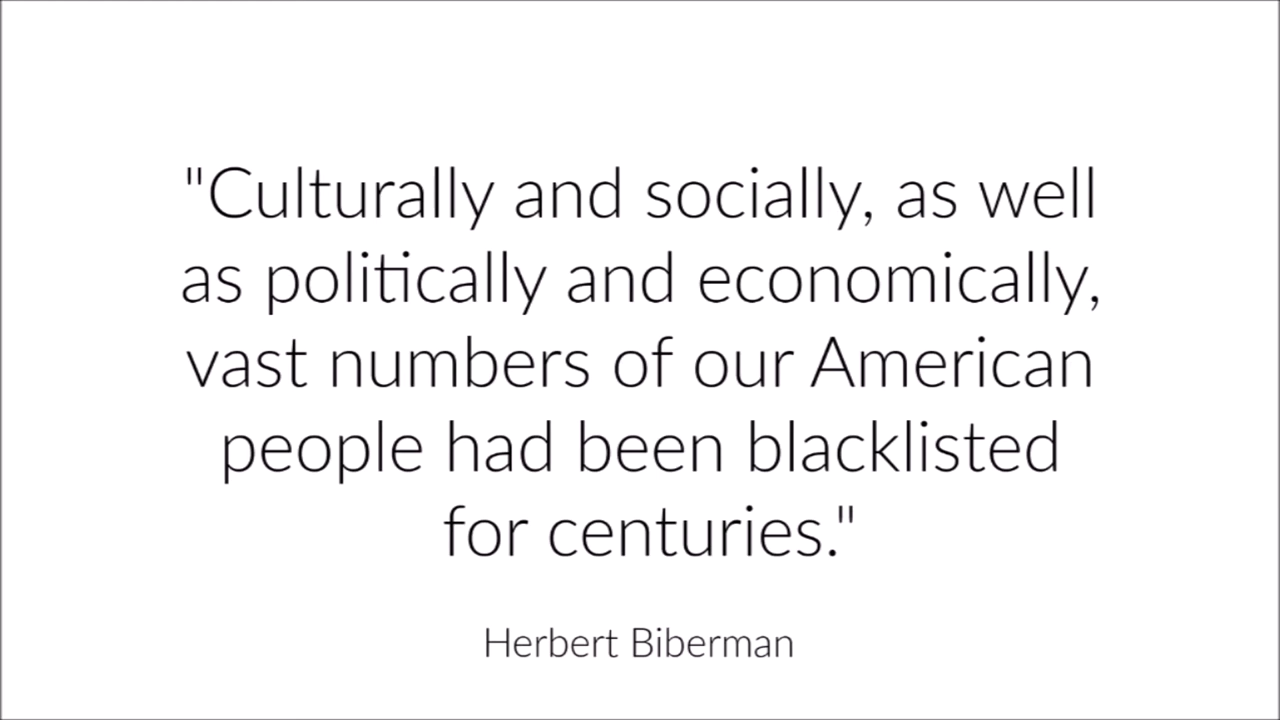 "Culturally and socially, as well
as politically and economically,
vast numbers of our American
people had been blacklisted
for centuries."
Herbert Biberman